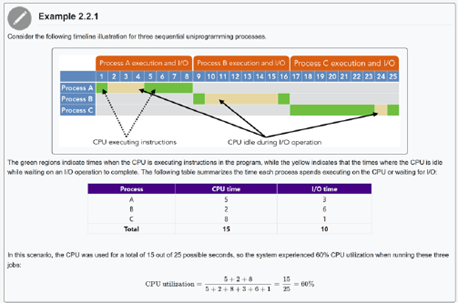 Example 2.2.1
Consider the following timeline illustration for three sequential uniprogramming processes.
Process A execution and I/O Process B execution and I/O Process C execution and I/O
1 2 3 4 5 6 7 8 9 10 11 12 13 14 15 16 17 18 19 20 21 22 23 24 25
Process A
Process B
Process C
CPU executing instructions CPU idle during I/O operation
The green regions indicate times when the CPU is executing instructions in the program, while the yellow indicates that the times where the CPU is idle
while waiting on an I/O operation to complete. The following table summarizes the time each process spends executing on the CPU or waiting for I/O:
Process CPU time I/O time
A 5 3
B 2 6
C 8 1
Total 15 10
In this scenario, the CPU was used for a total of 15 out of 25 possible seconds, so the system experienced 60% CPU utilization when running these three
jobs:
CPU utilization = 5 + 2 + 8 / 5 + 2 + 8 + 3 + 6 + 1 = 15 / 25 = 60%